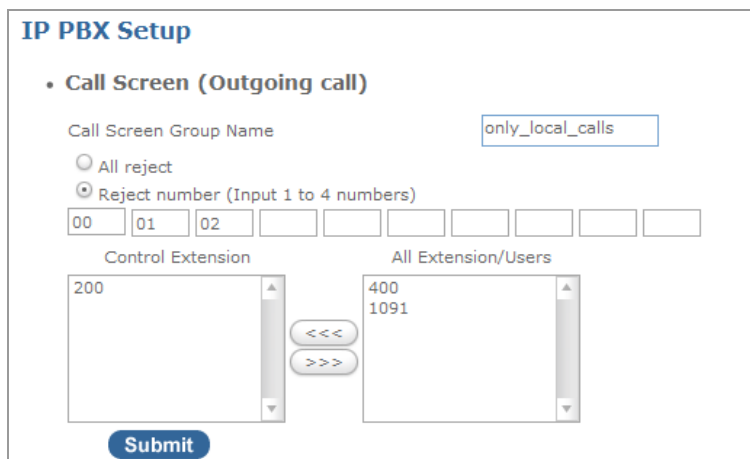 IP PBX Setup
• Call Screen (Outgoing call)
Call Screen Group Name only_local_calls
All reject
Reject number (Input 1 to 4 numbers)
00 01 02
Control Extension All Extension/Users
200 400
1091
<<<
>>>
Submit